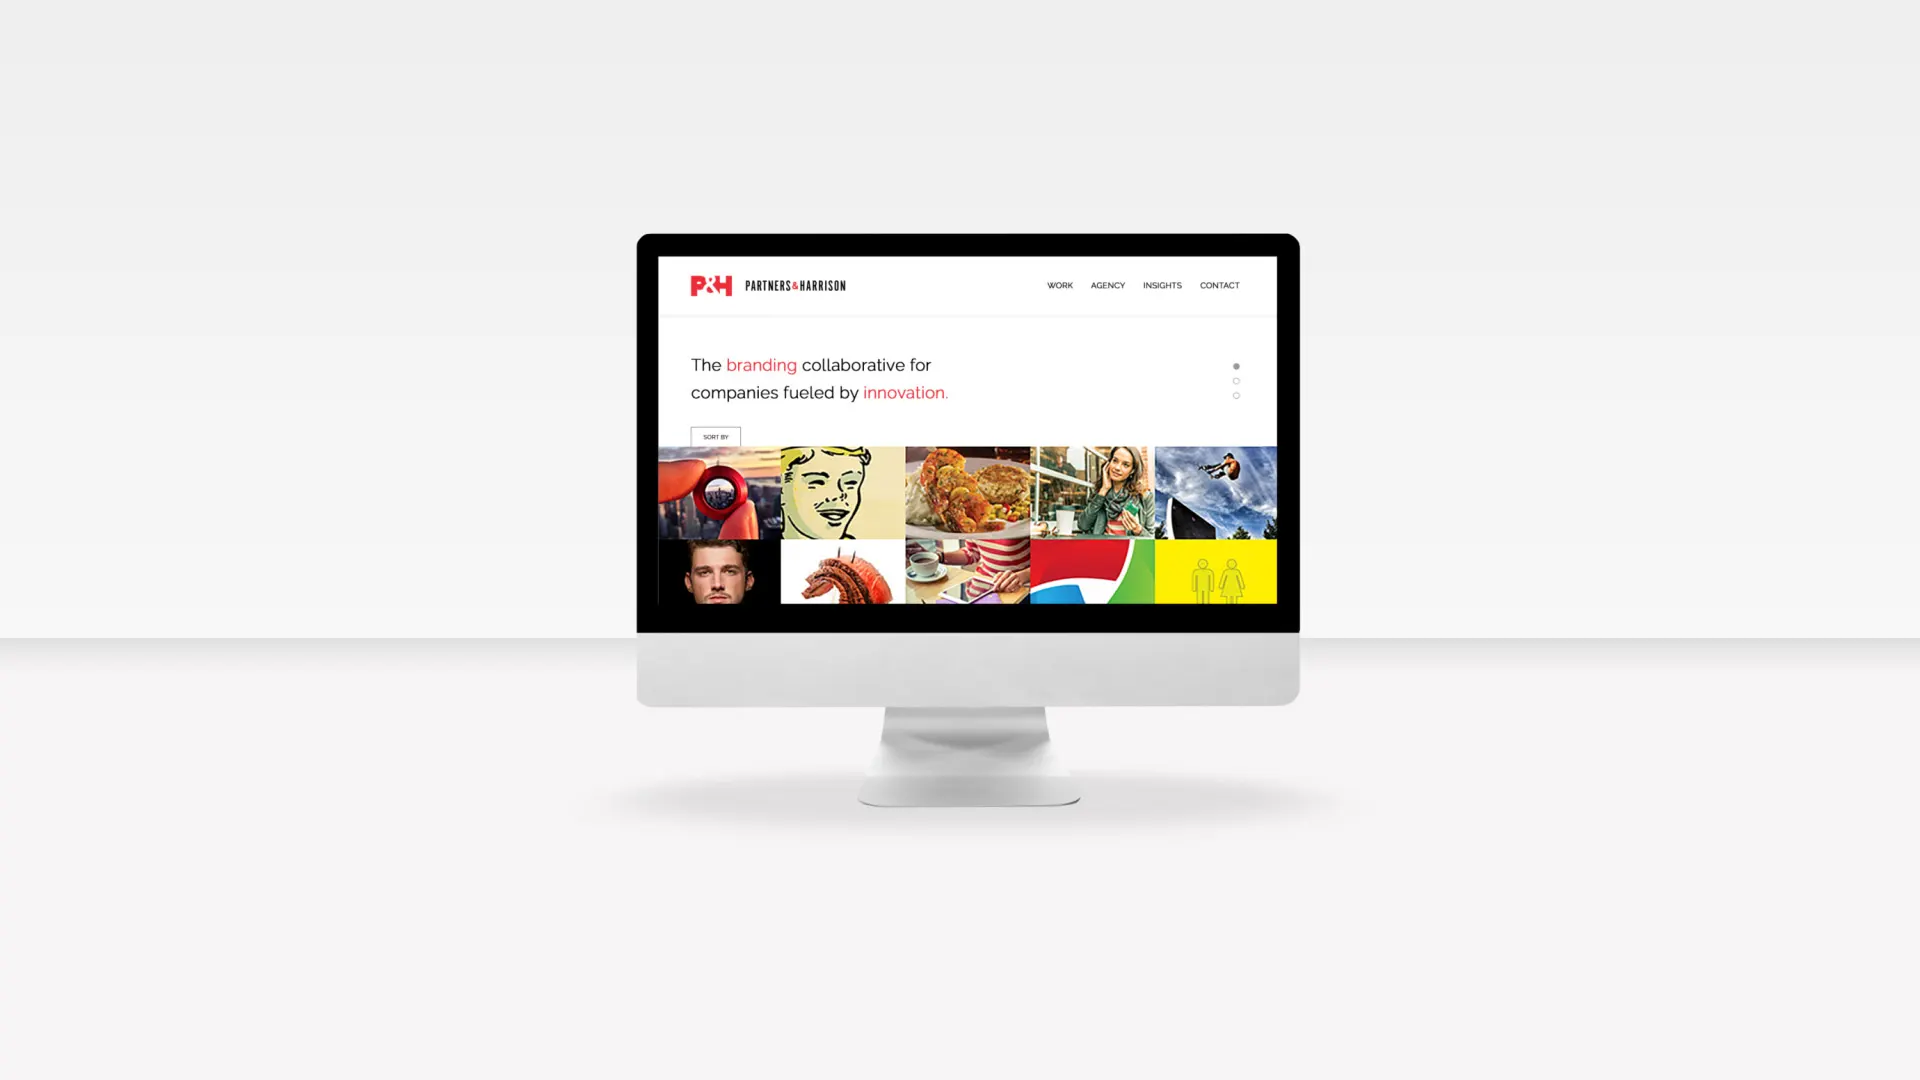 P&H PARTNERS&HARRISON
WORK AGENCY INSIGHTS CONTACT
The branding collaborative for
companies fueled by innovation.
SORT BY